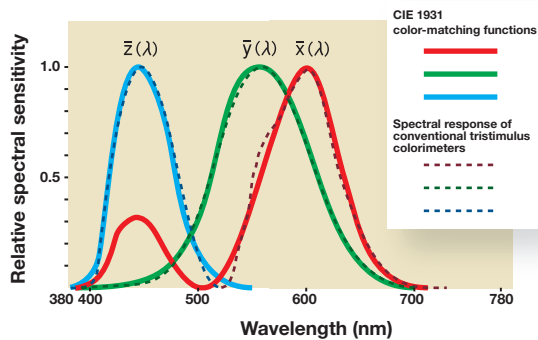 CIE 1931
color-matching functions
Spectral response of
conventional tristimulus
colorimeters
z̄(λ) ȳ(λ) x̄(λ)
Relative spectral sensitivity
1.0
0.5
380 400 500 600 700 780
Wavelength (nm)